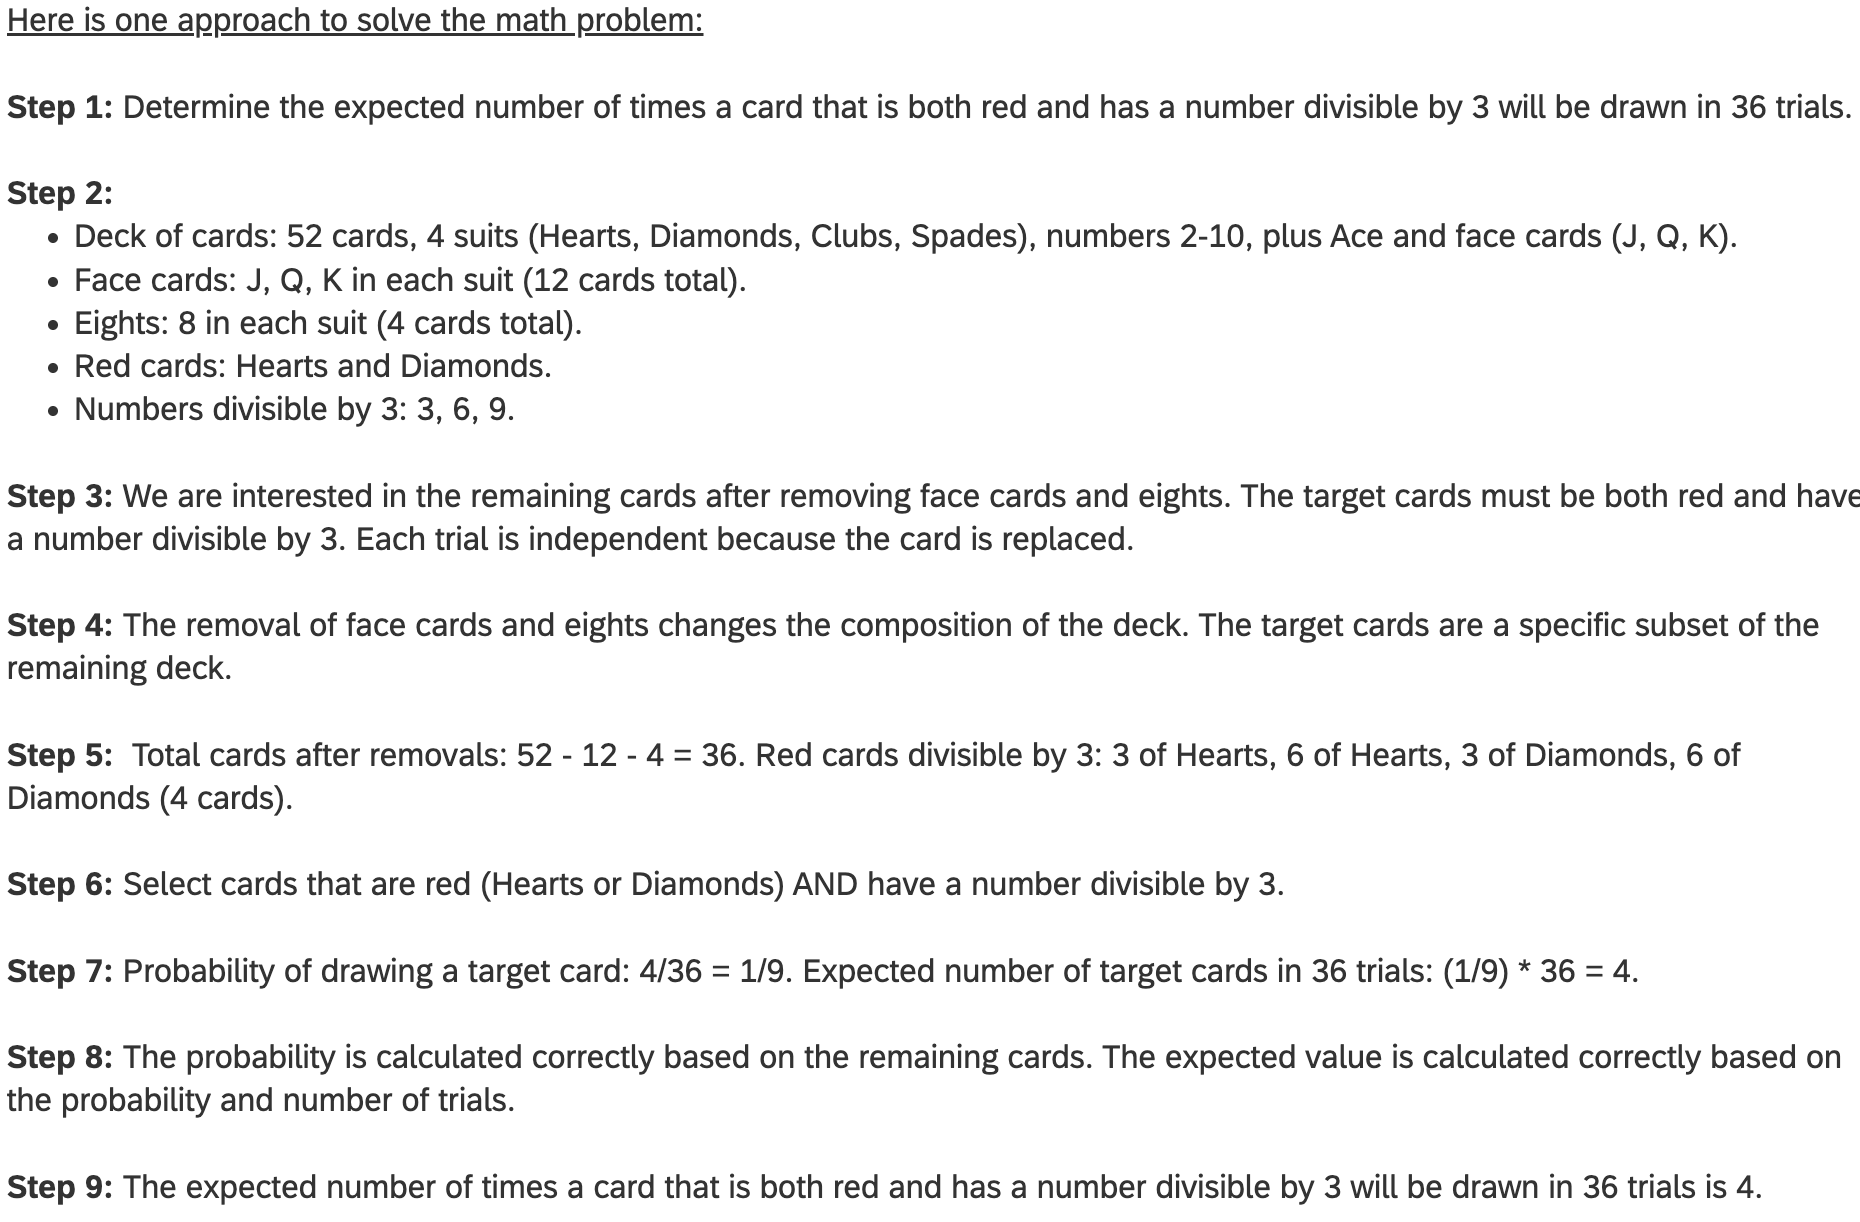 Here is one approach to solve the math problem:
Step 1: Determine the expected number of times a card that is both red and has a number divisible by 3 will be drawn in 36 trials.
Step 2:
• Deck of cards: 52 cards, 4 suits (Hearts, Diamonds, Clubs, Spades), numbers 2-10, plus Ace and face cards (J, Q, K).
• Face cards: J, Q, K in each suit (12 cards total).
• Eights: 8 in each suit (4 cards total).
• Red cards: Hearts and Diamonds.
• Numbers divisible by 3: 3, 6, 9.
Step 3: We are interested in the remaining cards after removing face cards and eights. The target cards must be both red and have
a number divisible by 3. Each trial is independent because the card is replaced.
Step 4: The removal of face cards and eights changes the composition of the deck. The target cards are a specific subset of the
remaining deck.
Step 5: Total cards after removals: 52 - 12 - 4 = 36. Red cards divisible by 3: 3 of Hearts, 6 of Hearts, 3 of Diamonds, 6 of
Diamonds (4 cards).
Step 6: Select cards that are red (Hearts or Diamonds) AND have a number divisible by 3.
Step 7: Probability of drawing a target card: 4/36 = 1/9. Expected number of target cards in 36 trials: (1/9) * 36 = 4.
Step 8: The probability is calculated correctly based on the remaining cards. The expected value is calculated correctly based on
the probability and number of trials.
Step 9: The expected number of times a card that is both red and has a number divisible by 3 will be drawn in 36 trials is 4.